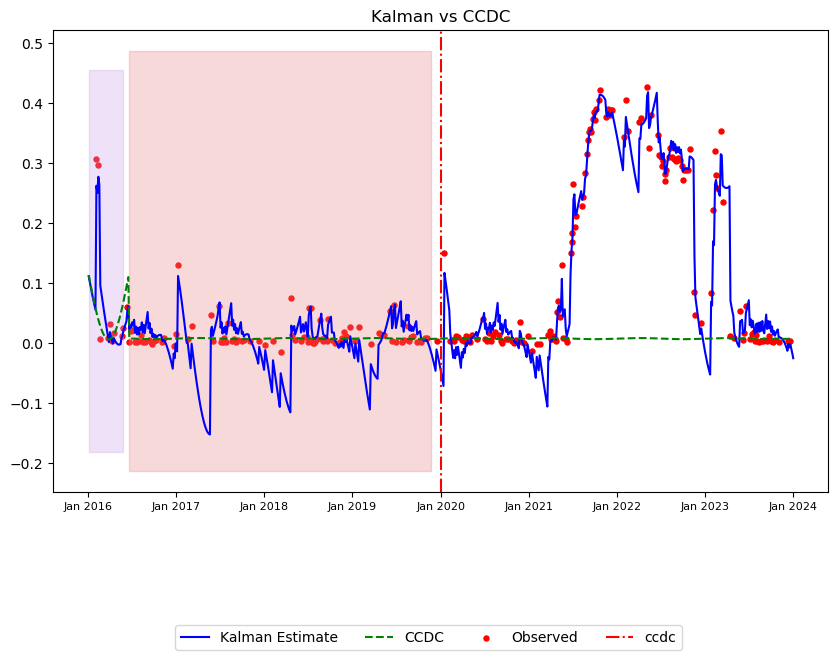 Kalman vs CCDC
0.5
0.4
0.3
0.2
0.1
0.0
−0.1
−0.2
Jan 2016 Jan 2017 Jan 2018 Jan 2019 Jan 2020 Jan 2021 Jan 2022 Jan 2023 Jan 2024
Kalman Estimate CCDC Observed ccdc